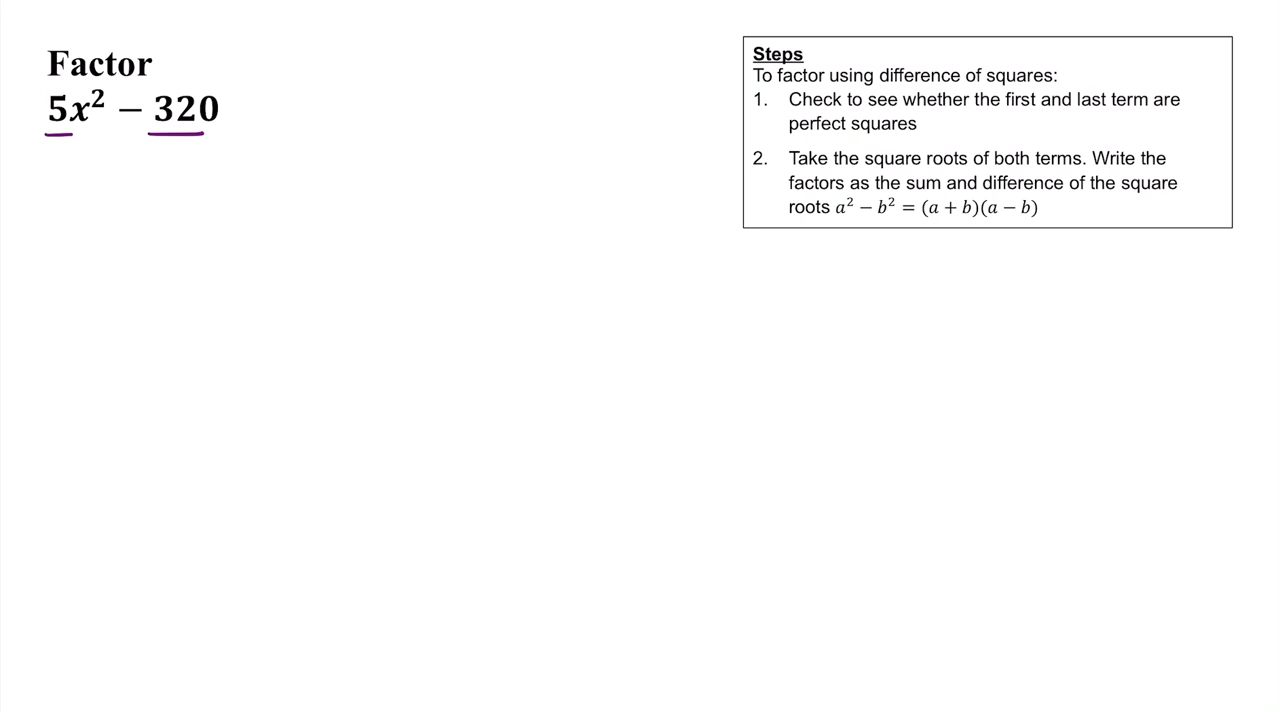 Factor
5x² − 320
Steps
To factor using difference of squares:
1. Check to see whether the first and last term are
perfect squares
2. Take the square roots of both terms. Write the
factors as the sum and difference of the square
roots a² − b² = (a + b)(a − b)